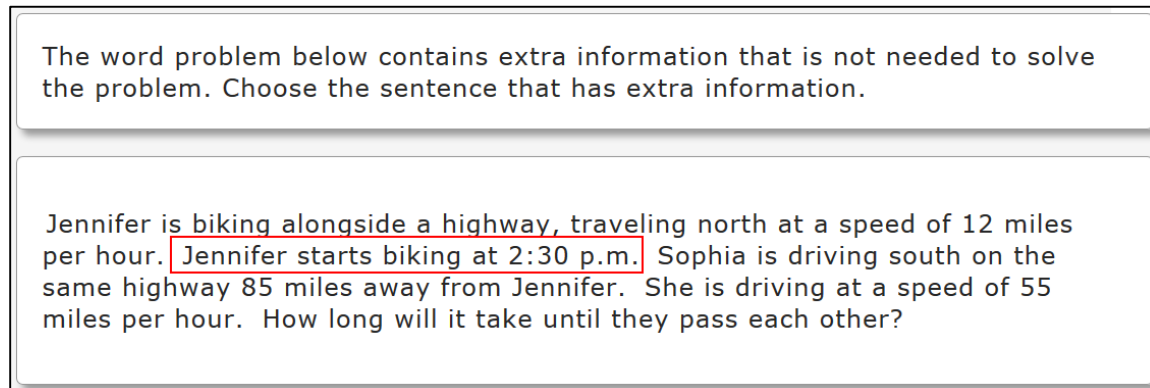 The word problem below contains extra information that is not needed to solve
the problem. Choose the sentence that has extra information.
Jennifer is biking alongside a highway, traveling north at a speed of 12 miles
per hour. Jennifer starts biking at 2:30 p.m. Sophia is driving south on the
same highway 85 miles away from Jennifer. She is driving at a speed of 55
miles per hour. How long will it take until they pass each other?